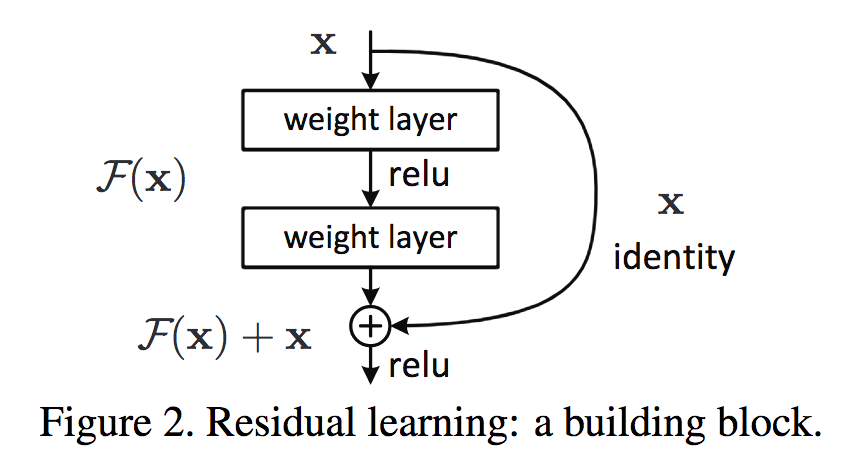 x
weight layer
relu
F(x)
weight layer
x
identity
F(x) + x
+
relu
Figure 2. Residual learning: a building block.